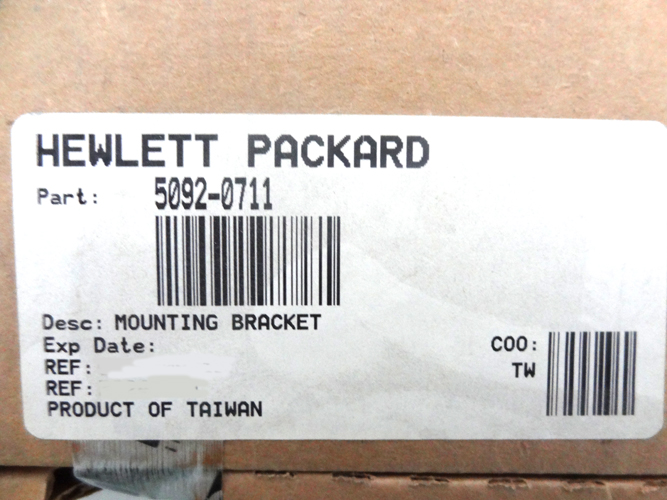 HEWLETT PACKARD
Part: 5092-0711
Desc: MOUNTING BRACKET
Exp Date:
COO:
REF:
TW
REF:
PRODUCT OF TAIWAN